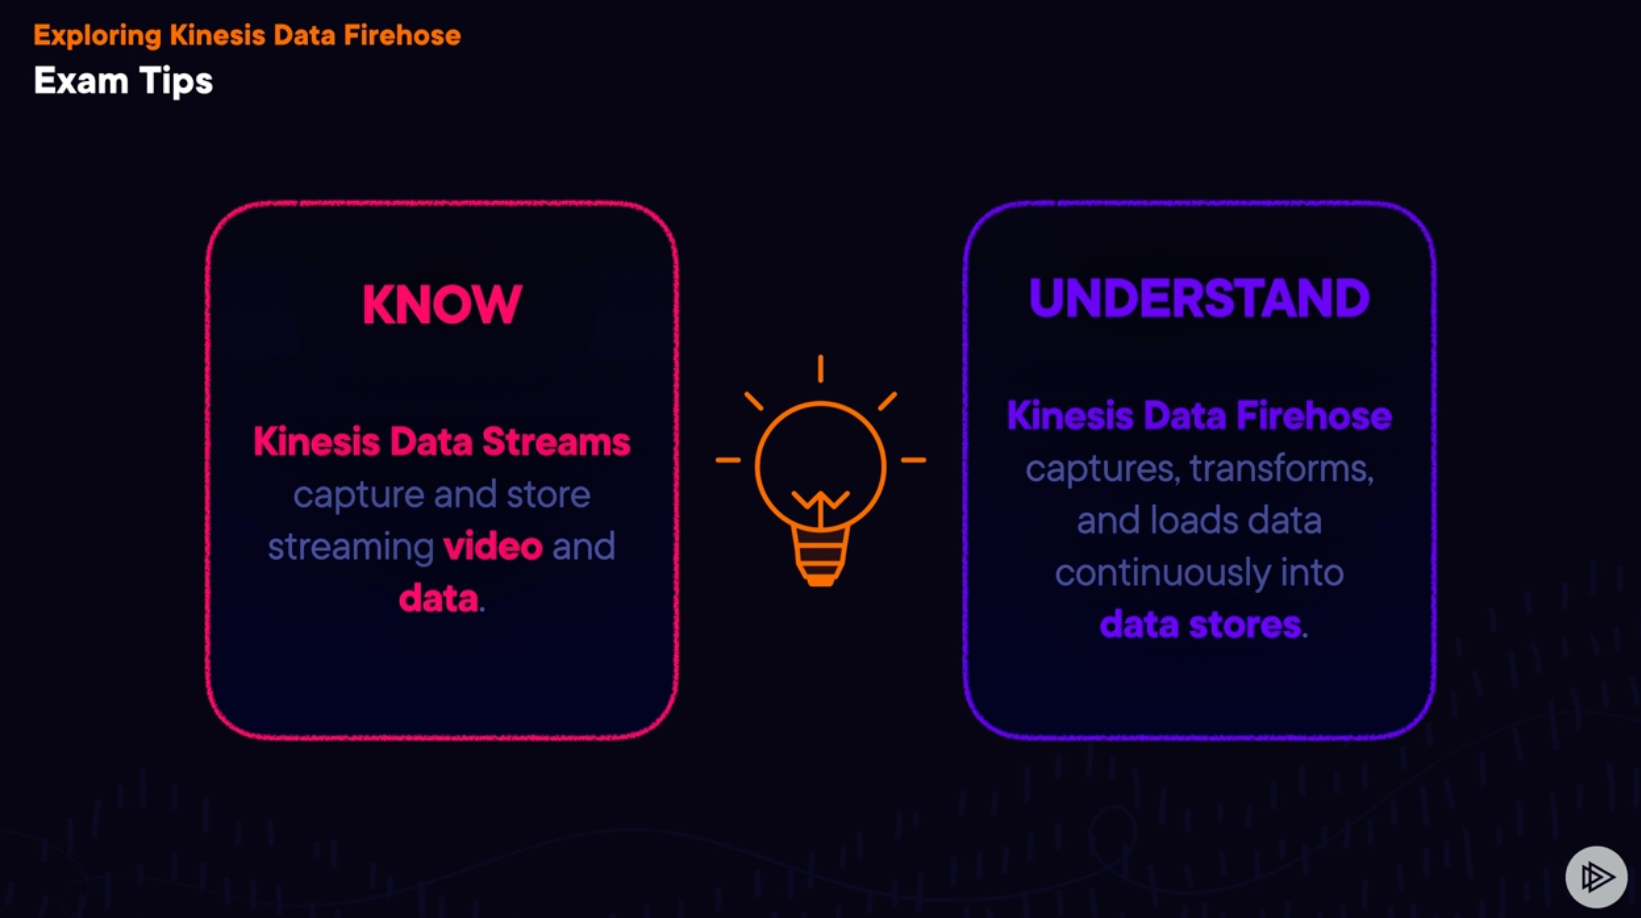 Exploring Kinesis Data Firehose
Exam Tips
KNOW
Kinesis Data Streams
capture and store
streaming video and
data.
UNDERSTAND
Kinesis Data Firehose
captures, transforms,
and loads data
continuously into
data stores.